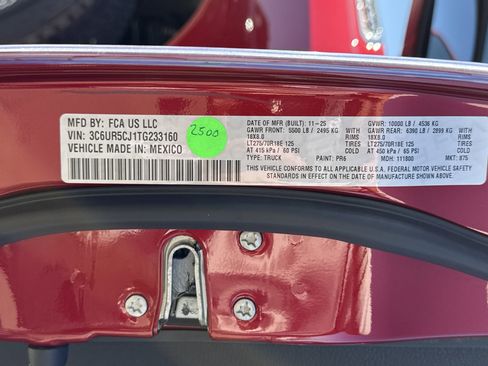 MFD BY: FCA US LLC
VIN: 3C6UR5CJ1TG233160
VEHICLE MADE IN: MEXICO
2500
DATE OF MFR (BUILT): 11-25 GVWR: 10000 LB / 4536 KG
GAWR FRONT: 5500 LB / 2495 KG WITH GAWR REAR: 6390 LB / 2899 KG WITH
18X8.0 RIMS 18X8.0 RIMS
LT275/70R18E 125 TIRES LT275/70R18E 125 TIRES
AT 415 kPa / 60 PSI COLD AT 450 kPa / 65 PSI COLD
TYPE: TRUCK PAINT: PR6 MDH: 111800 MKT: 875
THIS VEHICLE CONFORMS TO ALL APPLICABLE U.S.A. FEDERAL MOTOR VEHICLE SAFETY
STANDARDS IN EFFECT ON THE DATE OF MANUFACTURE SHOWN ABOVE.